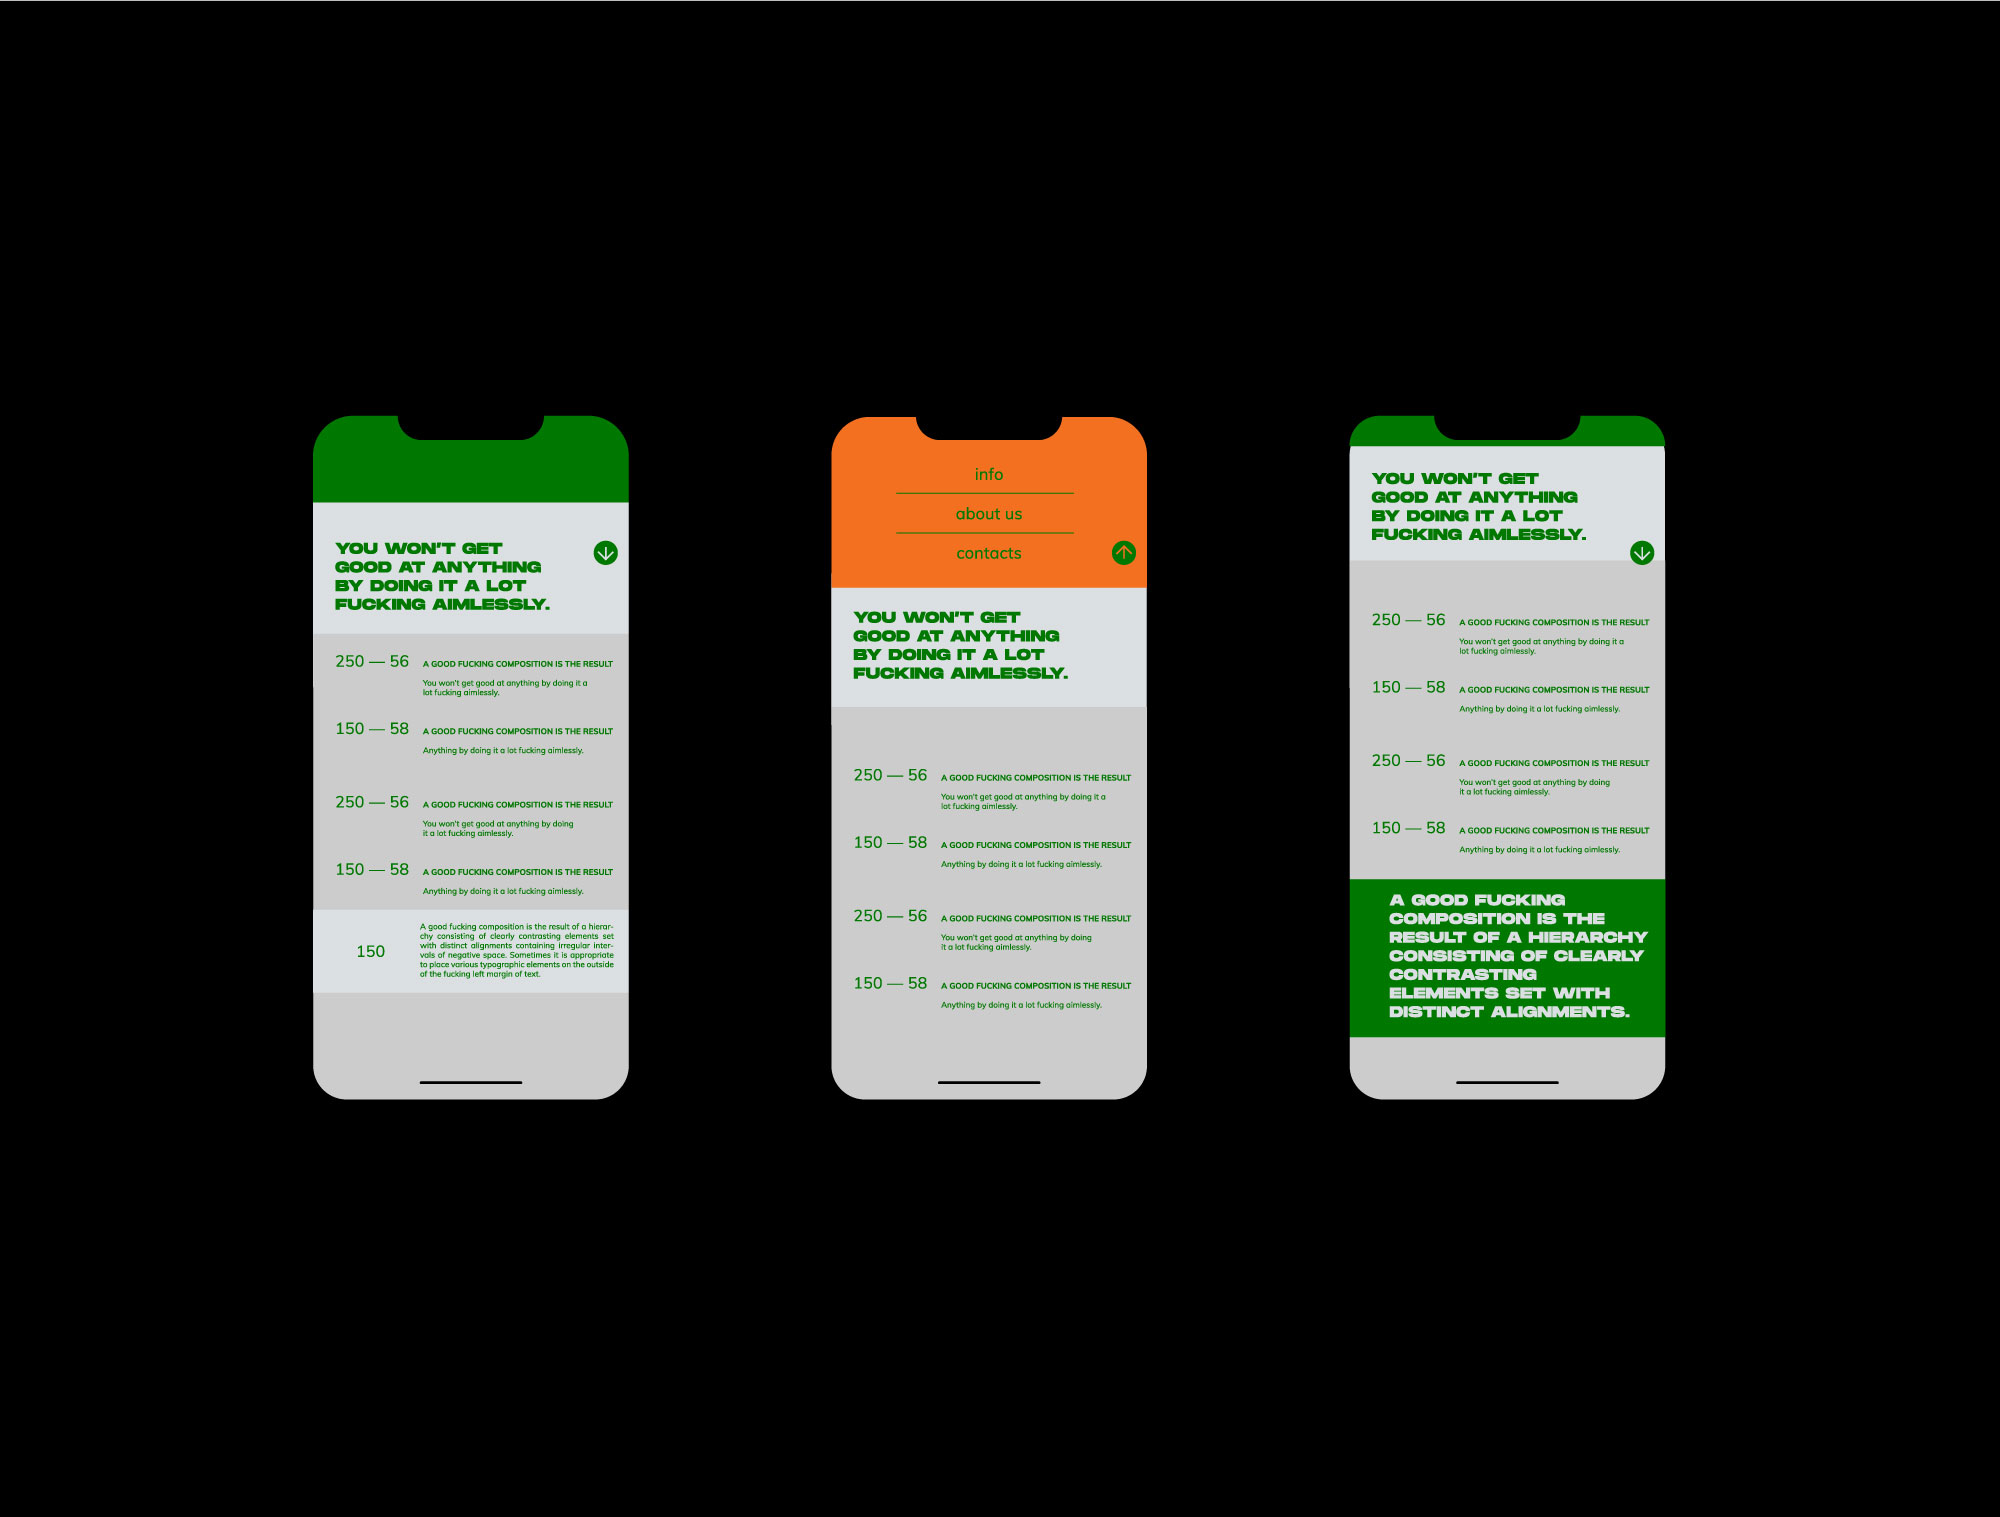 YOU WON'T GET
GOOD AT ANYTHING
BY DOING IT A LOT
FUCKING AIMLESSLY.
250 — 56 A GOOD FUCKING COMPOSITION IS THE RESULT
You won't get good at anything by doing it a
lot fucking aimlessly.
150 — 58 A GOOD FUCKING COMPOSITION IS THE RESULT
Anything by doing it a lot fucking aimlessly.
250 — 56 A GOOD FUCKING COMPOSITION IS THE RESULT
You won't get good at anything by doing
it a lot fucking aimlessly.
150 — 58 A GOOD FUCKING COMPOSITION IS THE RESULT
Anything by doing it a lot fucking aimlessly.
150
A good fucking composition is the result of a hierar-
chy consisting of clearly contrasting elements set
with distinct alignments containing irregular inter-
vals of negative space. Sometimes it is appropriate
to place various typographic elements on the outside
of the fucking left margin of text.
info
about us
contacts
YOU WON'T GET
GOOD AT ANYTHING
BY DOING IT A LOT
FUCKING AIMLESSLY.
250 — 56 A GOOD FUCKING COMPOSITION IS THE RESULT
You won't get good at anything by doing it a
lot fucking aimlessly.
150 — 58 A GOOD FUCKING COMPOSITION IS THE RESULT
Anything by doing it a lot fucking aimlessly.
250 — 56 A GOOD FUCKING COMPOSITION IS THE RESULT
You won't get good at anything by doing
it a lot fucking aimlessly.
150 — 58 A GOOD FUCKING COMPOSITION IS THE RESULT
Anything by doing it a lot fucking aimlessly.
YOU WON'T GET
GOOD AT ANYTHING
BY DOING IT A LOT
FUCKING AIMLESSLY.
250 — 56 A GOOD FUCKING COMPOSITION IS THE RESULT
You won't get good at anything by doing it a
lot fucking aimlessly.
150 — 58 A GOOD FUCKING COMPOSITION IS THE RESULT
Anything by doing it a lot fucking aimlessly.
250 — 56 A GOOD FUCKING COMPOSITION IS THE RESULT
You won't get good at anything by doing
it a lot fucking aimlessly.
150 — 58 A GOOD FUCKING COMPOSITION IS THE RESULT
Anything by doing it a lot fucking aimlessly.
A GOOD FUCKING
COMPOSITION IS THE
RESULT OF A HIERARCHY
CONSISTING OF CLEARLY
CONTRASTING
ELEMENTS SET WITH
DISTINCT ALIGNMENTS.